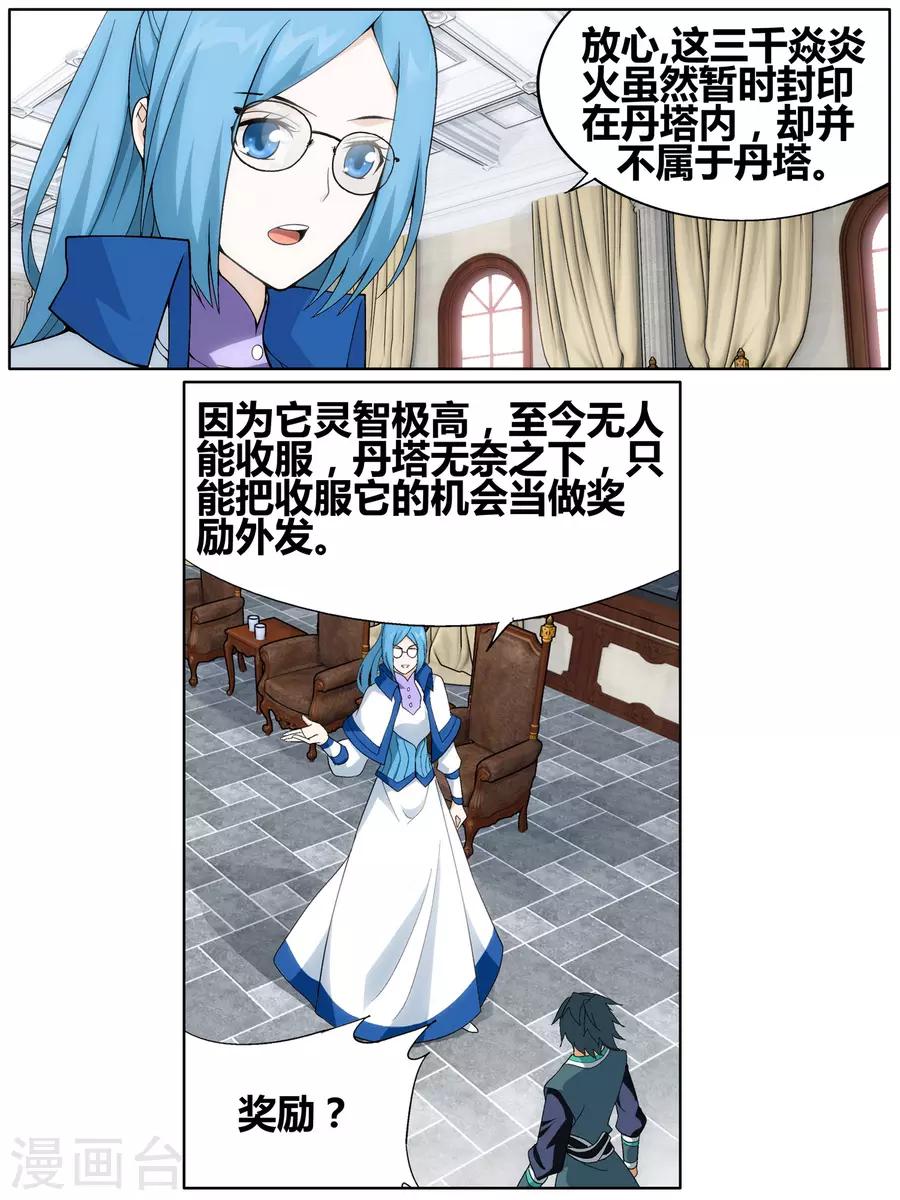 放心,这三千焱炎
火虽然暂时封印
在丹塔内，却并
不属于丹塔。
因为它灵智极高，至今无人
能收服，丹塔无奈之下，只
能把收服它的机会当做奖
励外发。
奖励？
漫画台